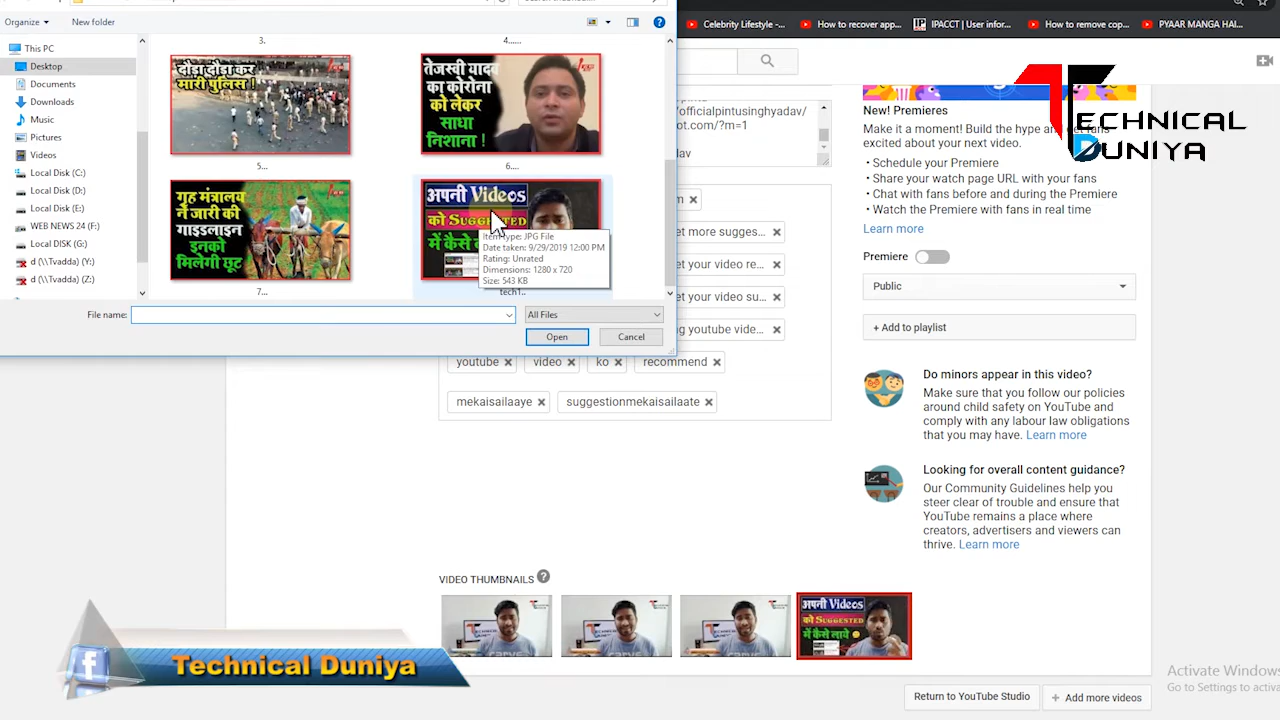 Organize
New folder
This PC
Desktop
Documents
Downloads
Music
Pictures
Videos
Local Disk (C:)
Local Disk (D:)
Local Disk (E:)
WEB NEWS 24 (F:)
Local DISK (G:)
d (\\Tvadda) (Y:)
d (\\Tvadda) (Z:)
3.
4......
दौड़ा दौड़ा कर
मारी पुलिस !
तेजस्वी यादव
का कोरोना
को लेकर
साधा
निशाना !
5...
6....
गृह मंत्रालय
ने जारी की
गाइडलाइन
इनको
मिलेगी छूट
अपनी Videos
को SUGGESTED
में कैसे
Item type: JPG File
Date taken: 9/29/2019 12:00 PM
Rating: Unrated
Dimensions: 1280 x 720
Size: 543 KB
7...
tech1..
File name:
All Files
Open
Cancel
Celebrity Lifestyle -...
How to recover app...
IPACCT | User infor...
How to remove cop...
PYAAR MANGA HAI...
TECHNICAL
DUNIYA
/officialpintusinghyadav/
ot.com/?m=1
lav
m
et more sugges...
et your video re...
et your video su...
ng youtube vide...
youtube
video
ko
recommend
mekaisailaaye
suggestionmekaisailaate
New! Premieres
Make it a moment! Build the hype and get fans
excited about your next video.
• Schedule your Premiere
• Share your watch page URL with your fans
• Chat with fans before and during the Premiere
• Watch the Premiere with fans in real time
Learn more
Premiere
Public
+ Add to playlist
Do minors appear in this video?
Make sure that you follow our policies
around child safety on YouTube and
comply with any labour law obligations
that you may have. Learn more
Looking for overall content guidance?
Our Community Guidelines help you
steer clear of trouble and ensure that
YouTube remains a place where
creators, advertisers and viewers can
thrive. Learn more
VIDEO THUMBNAILS ?
अपनी Videos
को SUGGESTED
में कैसे लाये
f
Technical Duniya
Activate Windows
Go to Settings to activa
Return to YouTube Studio
+ Add more videos